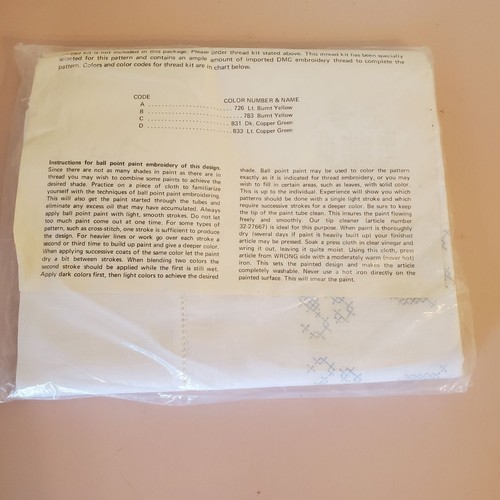 kit is not included in this package. Please order thread kit stated above. This thread kit has been specially
selected for this pattern and contains an ample amount of imported DMC embroidery thread to complete the
pattern. Colors and color codes for thread kit are in chart below.
CODE COLOR NUMBER & NAME
A 726 Lt. Burnt Yellow
B 783 Burnt Yellow
C 831 Dk. Copper Green
D 833 Lt. Copper Green
Instructions for ball point paint embroidery of this design.
Since there are not as many shades in paint as there are in
thread you may wish to combine some paints to achieve the
desired shade. Practice on a piece of cloth to familiarize
yourself with the techniques of ball point paint embroidering.
This will also get the paint started through the tubes and
eliminate any excess oil that may have accumulated. Always
apply ball point paint with light, smooth strokes. Do not let
too much paint come out at one time. For some types of
pattern, such as cross-stitch, one stroke is sufficient to produce
the design. For heavier lines or work go over each stroke a
second or third time to build up paint and give a deeper color.
When applying successive coats of the same color let the paint
dry a bit between strokes. When blending two colors the
second stroke should be applied while the first is still wet.
Apply dark colors first, then light colors to achieve the desired
shade. Ball point paint may be used to color the pattern
exactly as it is indicated for thread embroidery, or you may
wish to fill in certain areas, such as leaves, with solid color.
This is up to the individual. Experience will show you which
patterns should be done with a single light stroke and which
require successive strokes for a deeper color. Be sure to keep
the tip of the paint tube clean. This insures the paint flowing
freely and smoothly. Our tip cleaner (article number
32-27667) is ideal for this purpose. When paint is thoroughly
dry (several days if paint is heavily built up) your finished
article may be pressed. Soak a press cloth in clear vinegar and
wring it out, leaving it quite moist. Using this cloth, press
article from WRONG side with a moderately warm (never hot)
iron. This sets the painted design and makes the article
completely washable. Never use a hot iron directly on the
painted surface. This will smear the paint.